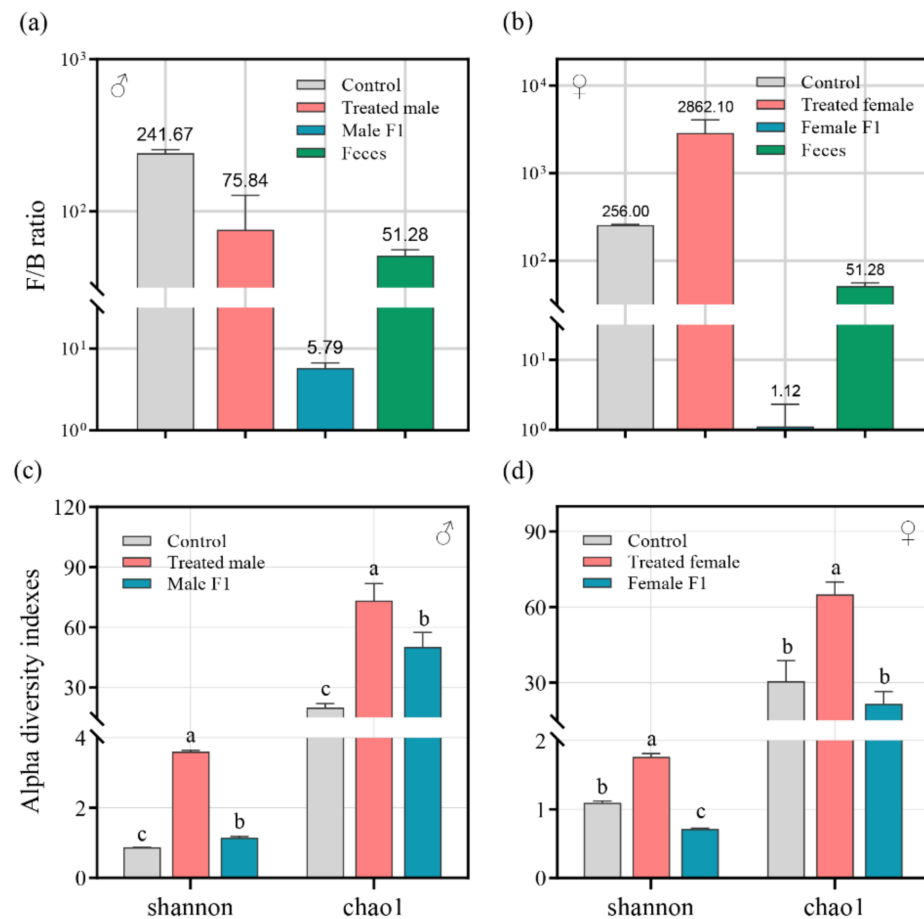 (a)
10³
♂
Control
Treated male
Male F1
Feces
241.67
75.84
5.79
51.28
10²
10¹
10⁰
F/B ratio
(b)
10⁴
♀
Control
Treated female
Female F1
Feces
256.00
2862.10
1.12
51.28
10³
10²
10¹
10⁰
(c)
120
♂
Control
Treated male
Male F1
90
60
30
4
2
0
c
a
b
c
a
b
shannon
chao1
Alpha diversity indexes
(d)
90
♀
Control
Treated female
Female F1
60
30
2
1
0
b
a
c
b
a
b
shannon
chao1